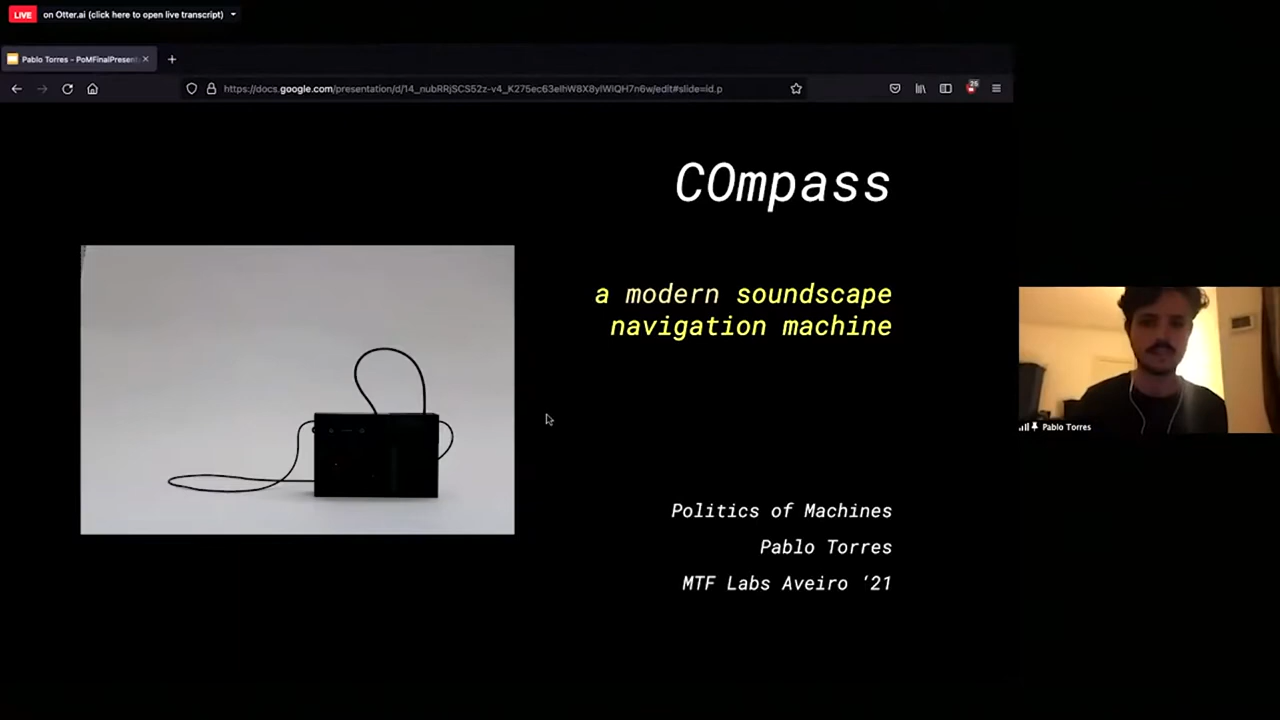 LIVE on Otter.ai (click here to open live transcript)
Pablo Torres - PoMFinalPresent
https://docs.google.com/presentation/d/14_nubRRjSCS52z-v4_K275ec63elhW8X8ylWlQH7n6w/edit#slide=id.p
25
COmpass
a modern soundscape
navigation machine
Pablo Torres
Politics of Machines
Pablo Torres
MTF Labs Aveiro ‘21